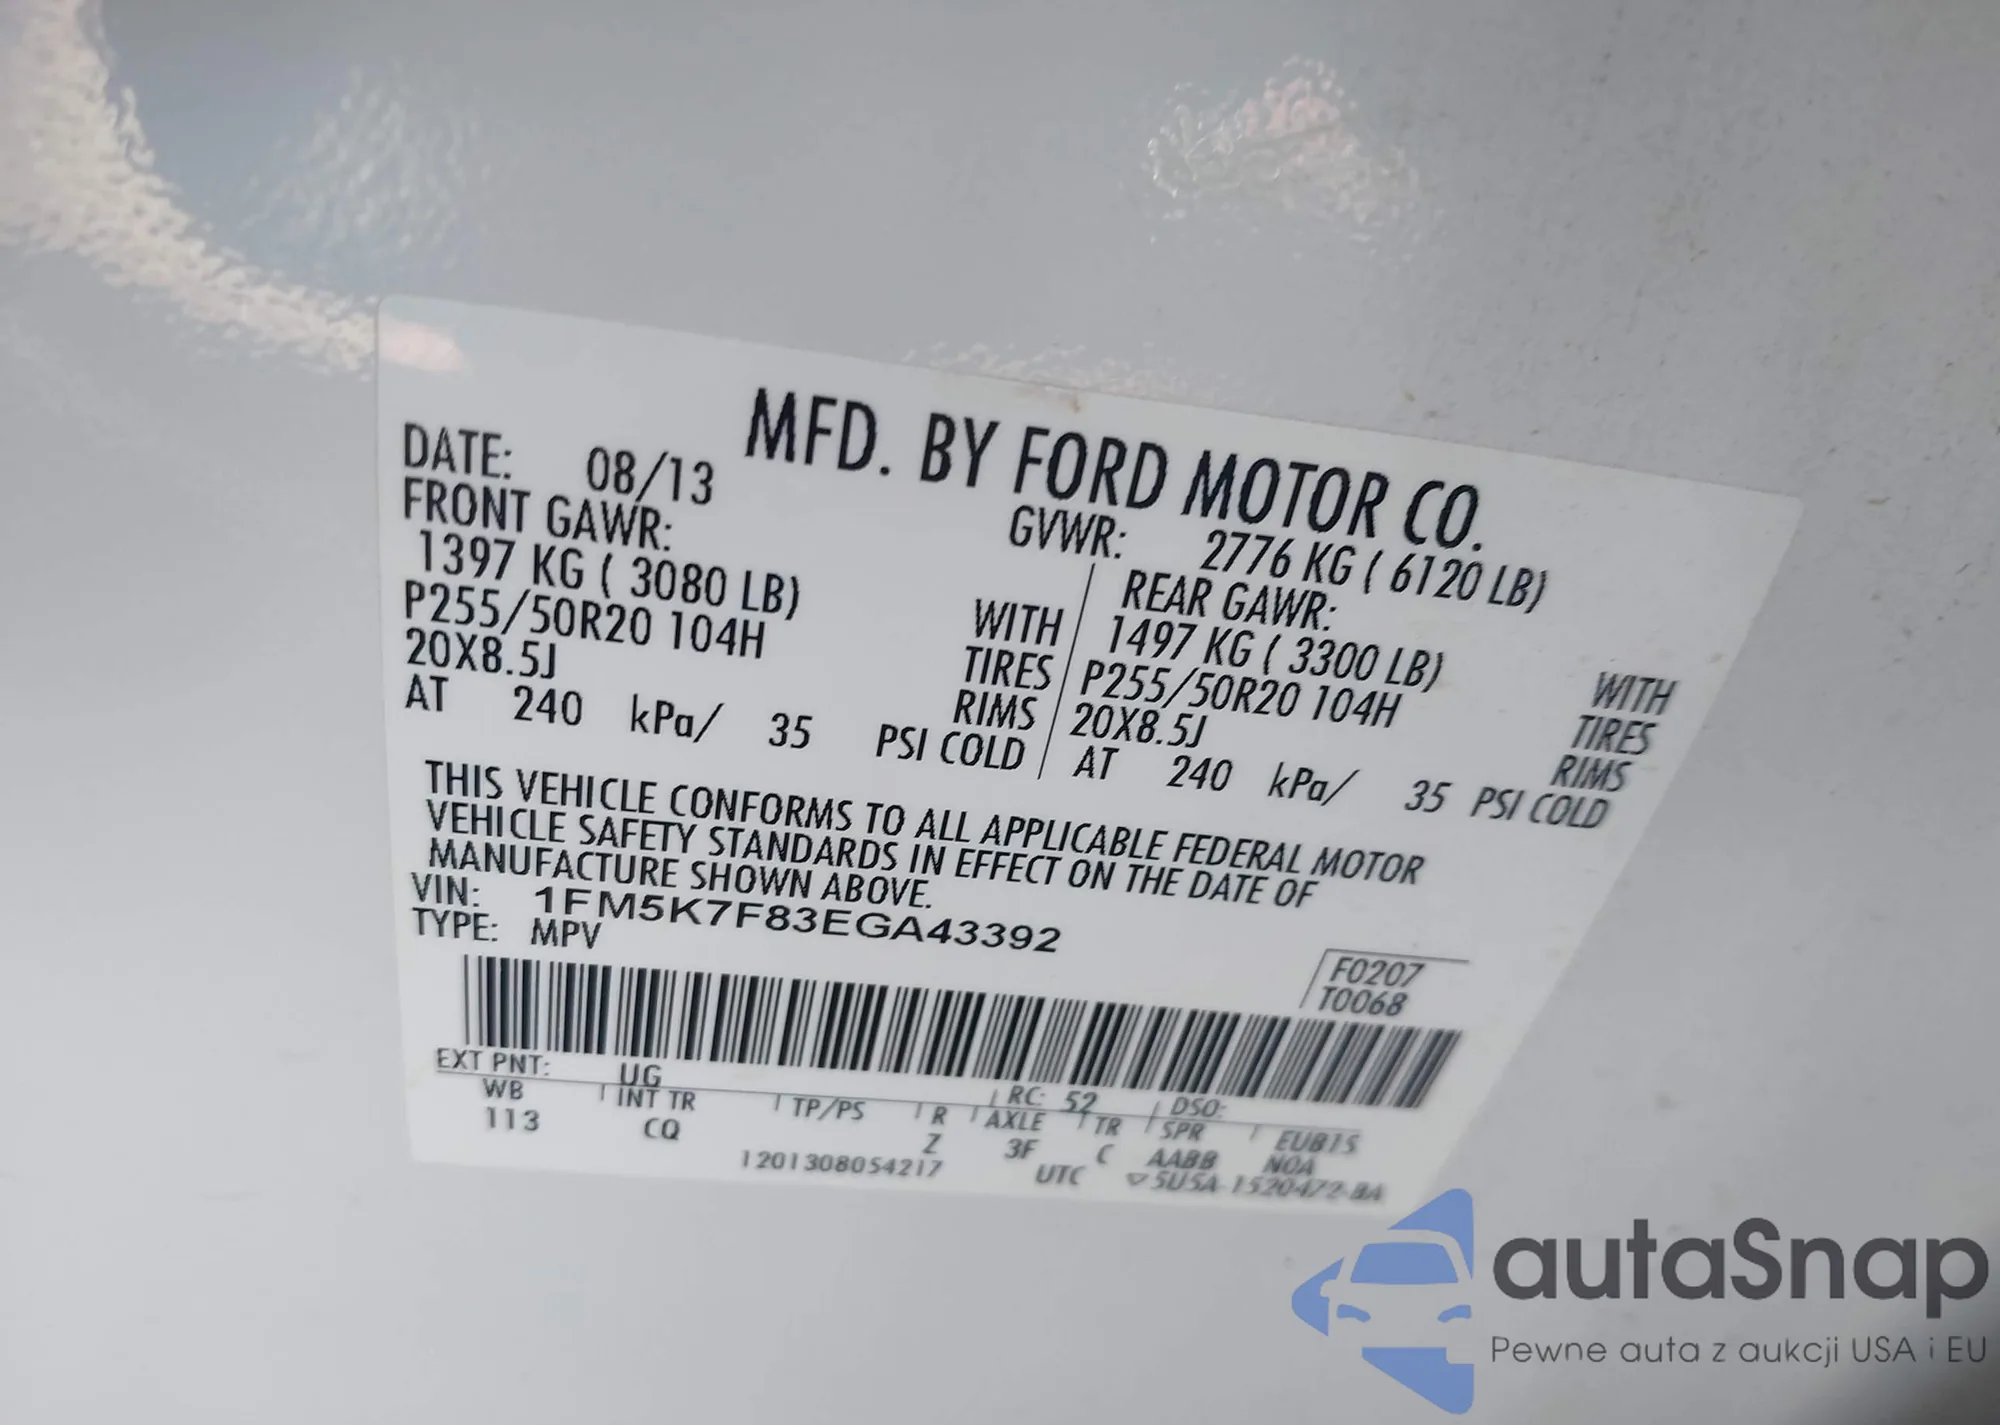 MFD. BY FORD MOTOR CO.
DATE: 08/13
GVWR: 2776 KG ( 6120 LB)
FRONT GAWR:
1397 KG ( 3080 LB) WITH
P255/50R20 104H TIRES
20X8.5J RIMS
AT 240 kPa/ 35 PSI COLD
REAR GAWR:
1497 KG ( 3300 LB) WITH
P255/50R20 104H TIRES
20X8.5J RIMS
AT 240 kPa/ 35 PSI COLD
THIS VEHICLE CONFORMS TO ALL APPLICABLE FEDERAL MOTOR
VEHICLE SAFETY STANDARDS IN EFFECT ON THE DATE OF
MANUFACTURE SHOWN ABOVE.
VIN: 1FM5K7F83EGA43392
TYPE: MPV
F0207
T0068
EXT PNT: UG RC: 52 DSO:
WB INT TR TP/PS R AXLE TR SPR EUB15
113 CQ Z 3F C AABB NOA
1201308054217 UTC ▽5U5A-1520472-BA
autaSnap
Pewne auta z aukcji USA i EU